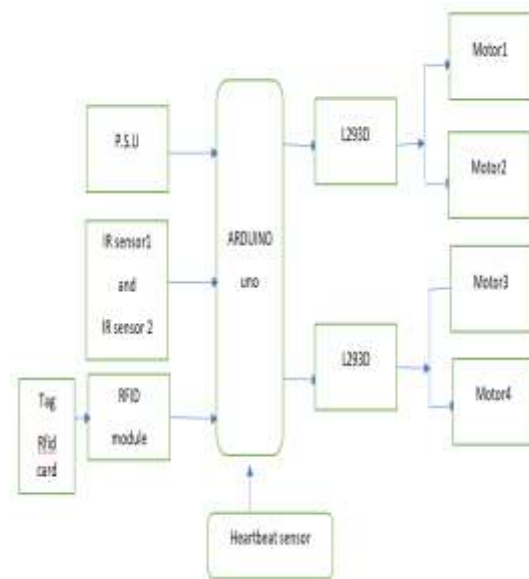 Motor1
P.S.U
L293D
Motor2
IR sensor1
and
IR sensor 2
ARDUINO
uno
Motor3
L293D
Motor4
Tag
Rfid
card
RFID
module
Heartbeat sensor